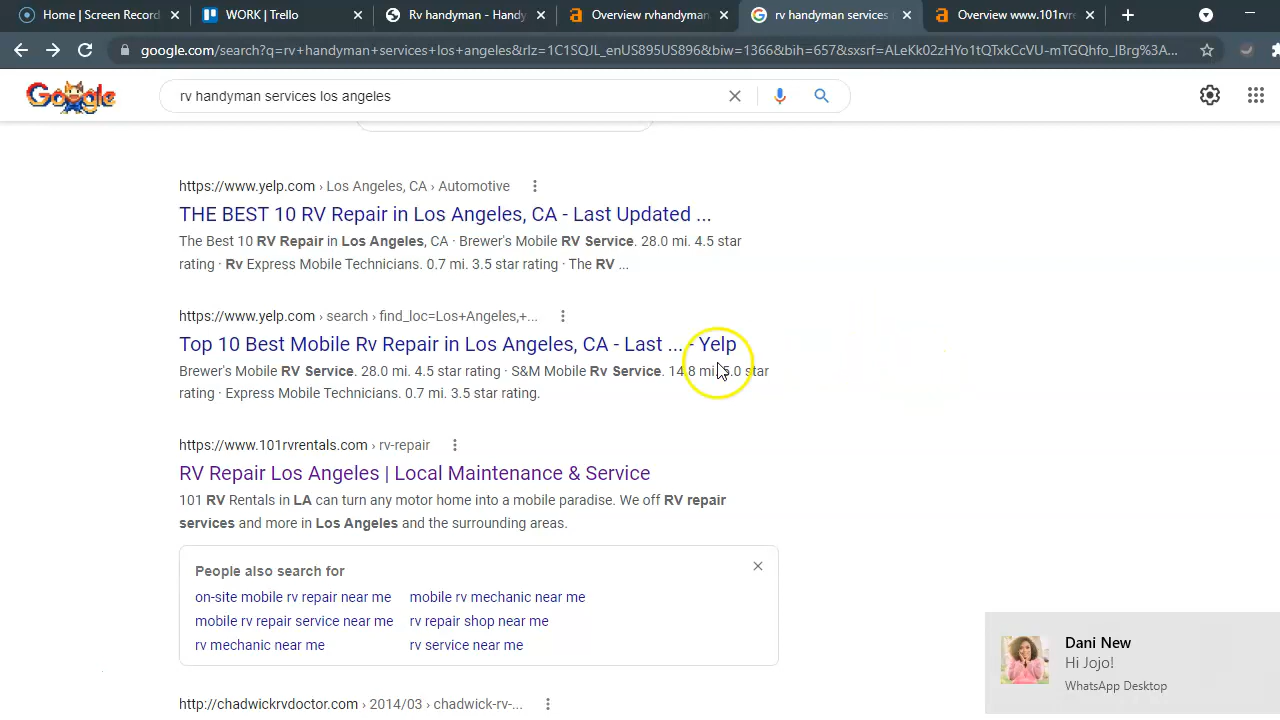 Home | Screen Record
WORK | Trello
Rv handyman - Handy
Overview rvhandyman.
rv handyman services
Overview www.101rvre
google.com/search?q=rv+handyman+services+los+angeles&rlz=1C1SQJL_enUS895US896&biw=1366&bih=657&sxsrf=ALeKk02zHYo1tQTxkCcVU-mTGQhfo_lBrg%3A...
Google
rv handyman services los angeles
https://www.yelp.com › Los Angeles, CA › Automotive
THE BEST 10 RV Repair in Los Angeles, CA - Last Updated ...
The Best 10 RV Repair in Los Angeles, CA · Brewer's Mobile RV Service. 28.0 mi. 4.5 star
rating · Rv Express Mobile Technicians. 0.7 mi. 3.5 star rating · The RV ...
https://www.yelp.com › search › find_loc=Los+Angeles,+...
Top 10 Best Mobile Rv Repair in Los Angeles, CA - Last ... - Yelp
Brewer's Mobile RV Service. 28.0 mi. 4.5 star rating · S&M Mobile Rv Service. 14.8 mi. 5.0 star
rating · Express Mobile Technicians. 0.7 mi. 3.5 star rating.
https://www.101rvrentals.com › rv-repair
RV Repair Los Angeles | Local Maintenance & Service
101 RV Rentals in LA can turn any motor home into a mobile paradise. We off RV repair
services and more in Los Angeles and the surrounding areas.
People also search for
on-site mobile rv repair near me
mobile rv mechanic near me
mobile rv repair service near me
rv repair shop near me
rv mechanic near me
rv service near me
http://chadwickrvdoctor.com › 2014/03 › chadwick-rv-...
Dani New
Hi Jojo!
WhatsApp Desktop